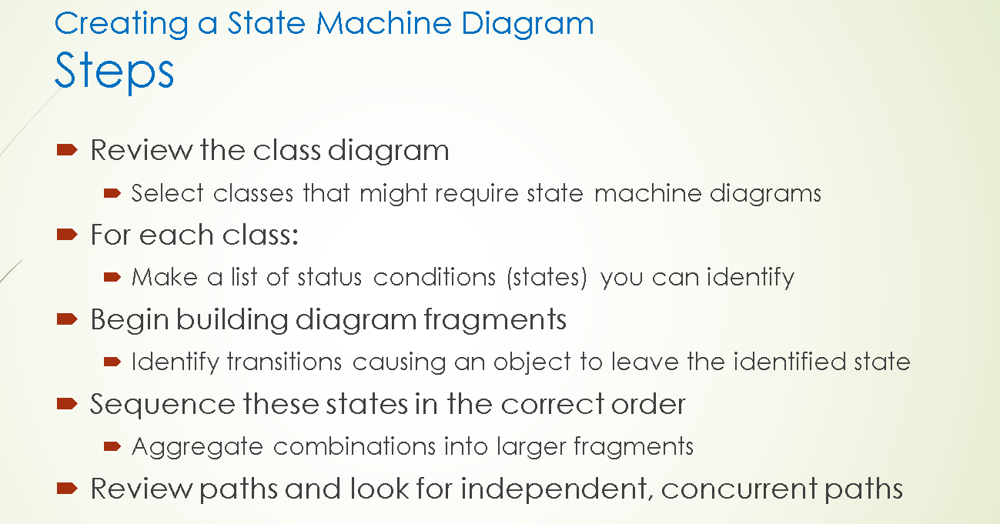 Creating a State Machine Diagram
Steps
Review the class diagram
Select classes that might require state machine diagrams
For each class:
Make a list of status conditions (states) you can identify
Begin building diagram fragments
Identify transitions causing an object to leave the identified state
Sequence these states in the correct order
Aggregate combinations into larger fragments
Review paths and look for independent, concurrent paths